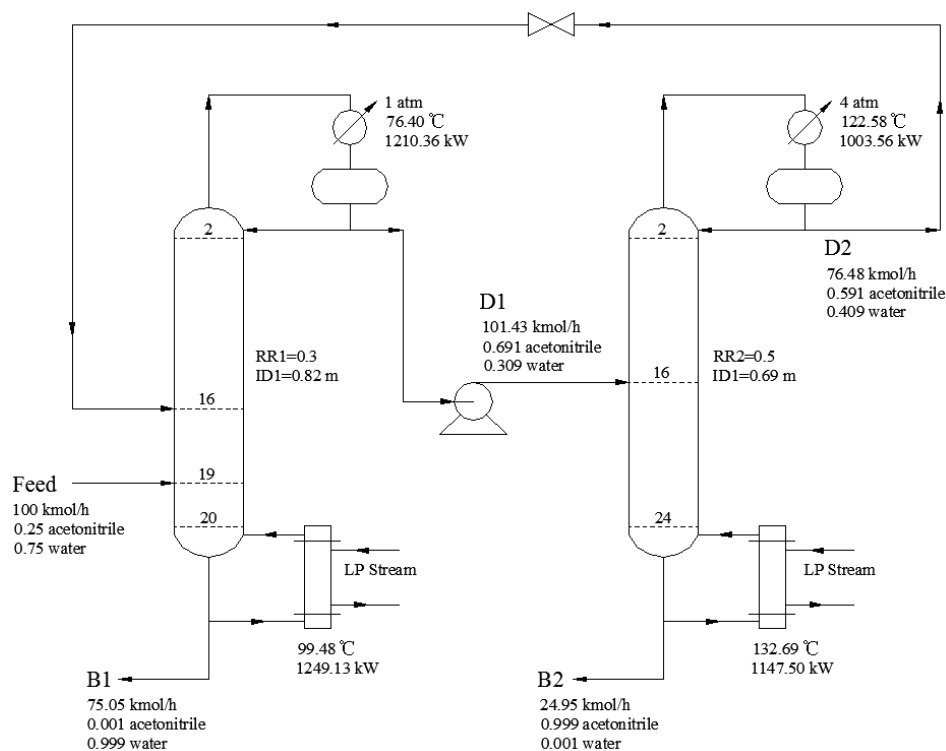 1 atm
76.40 ℃
1210.36 kW
4 atm
122.58 ℃
1003.56 kW
2
2
D2
76.48 kmol/h
0.591 acetonitrile
0.409 water
D1
101.43 kmol/h
0.691 acetonitrile
0.309 water
RR1=0.3
ID1=0.82 m
RR2=0.5
ID1=0.69 m
16
16
Feed
100 kmol/h
0.25 acetonitrile
0.75 water
19
20
24
LP Stream
LP Stream
99.48 ℃
1249.13 kW
132.69 ℃
1147.50 kW
B1
75.05 kmol/h
0.001 acetonitrile
0.999 water
B2
24.95 kmol/h
0.999 acetonitrile
0.001 water